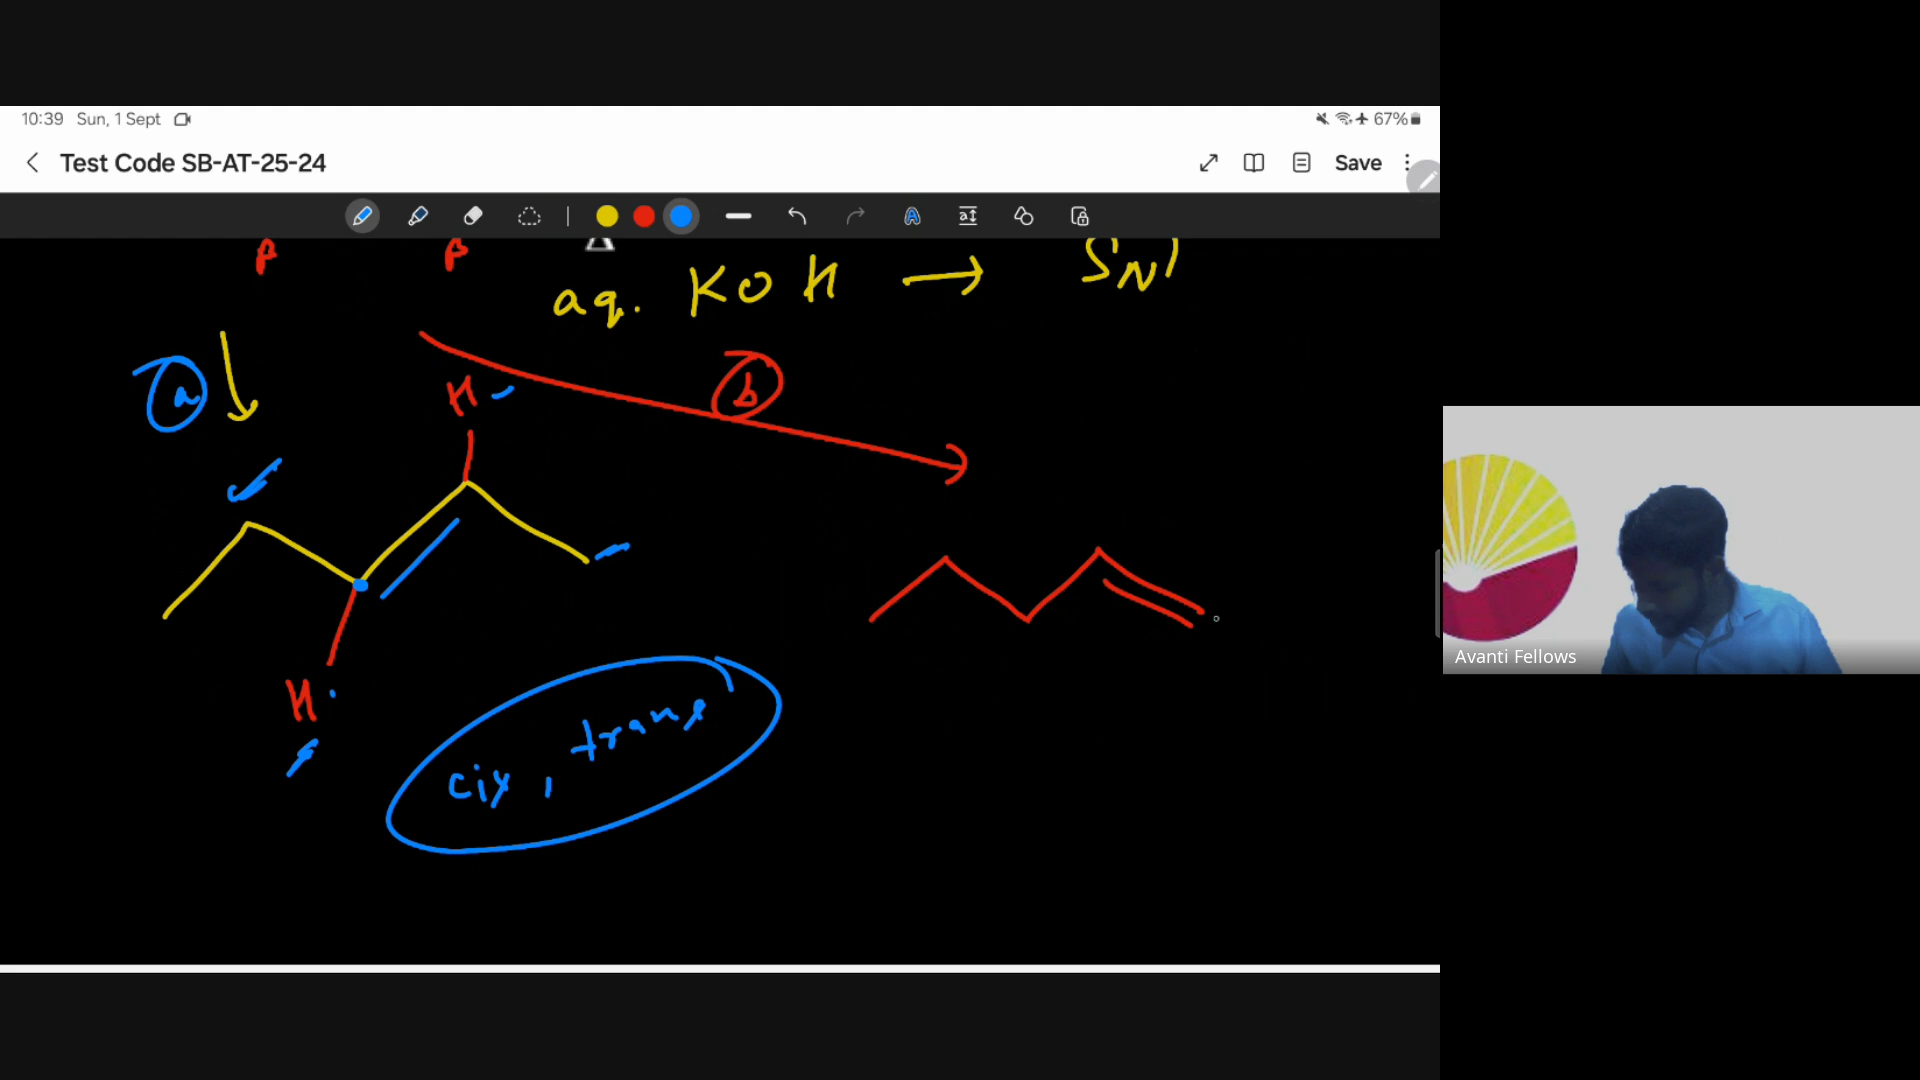 10:39 Sun, 1 Sept 67%
Test Code SB-AT-25-24
Save
β β Δ
aq. KOH → SN1
a
b
H
H
cis, trans
Avanti Fellows